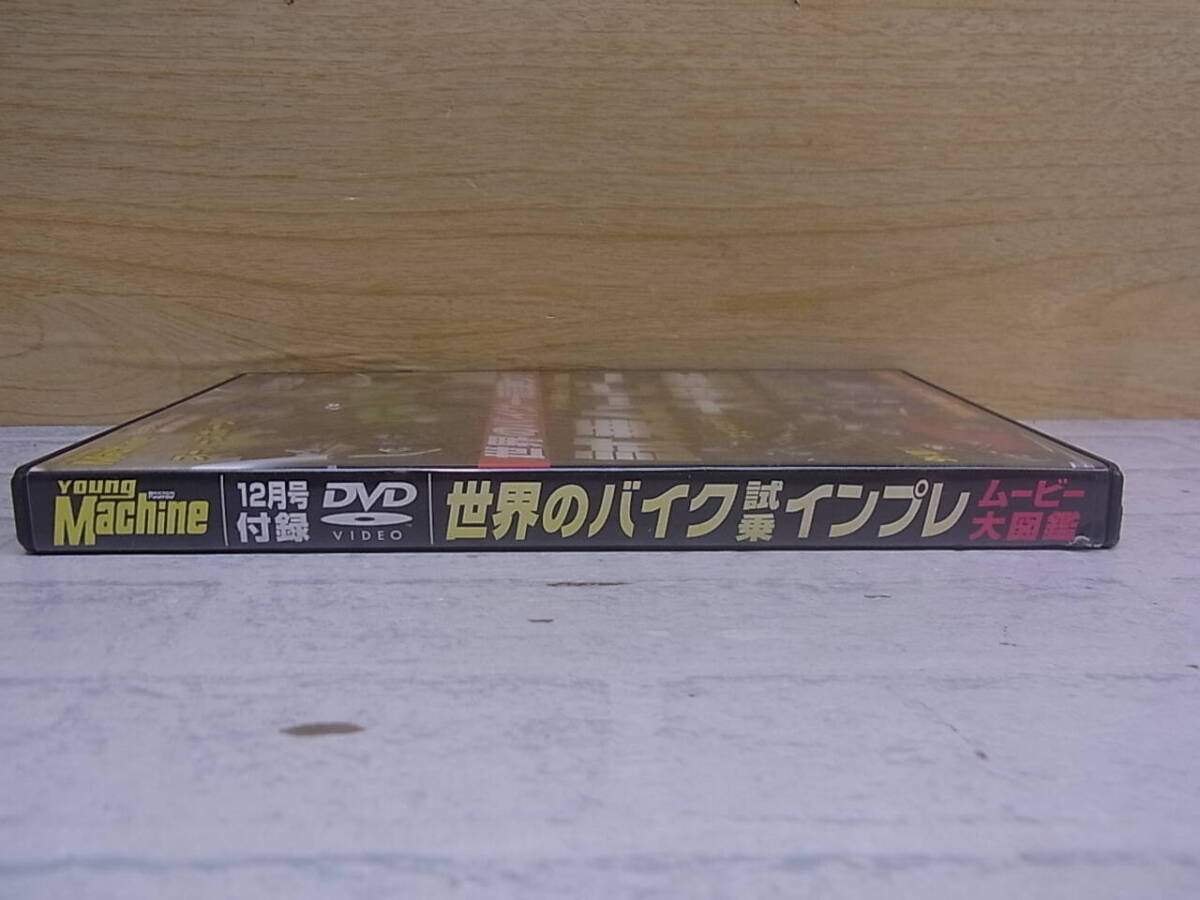 Young
Machine
12月号
付録
DVD
VIDEO
世界のバイク試乗インプレ
ムービー
大図鑑